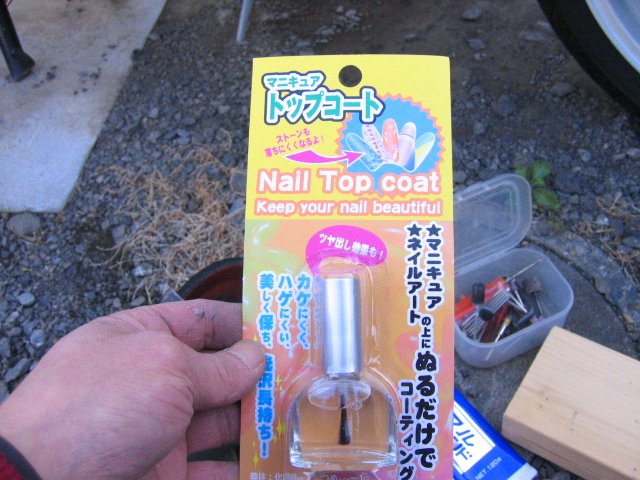 マニキュア
トップコート
ストーンも
落ちにくくなるよ!
Nail Top coat
Keep your nail beautiful
ツヤ出し効果も!
★マニキュア
★ネイルアート
の上に
ぬるだけで
コーティング
カケにくく、
ハゲにくい、
美しく保ち、光沢長持ち!
NET 120g